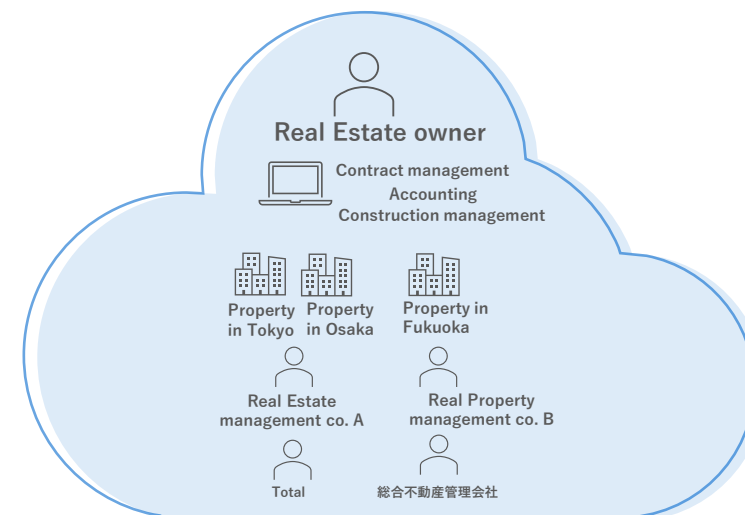 Real Estate owner
Contract management
Accounting
Construction management
Property
in Tokyo
Property
in Osaka
Property in
Fukuoka
Real Estate
management co. A
Real Property
management co. B
Total
総合不動産管理会社